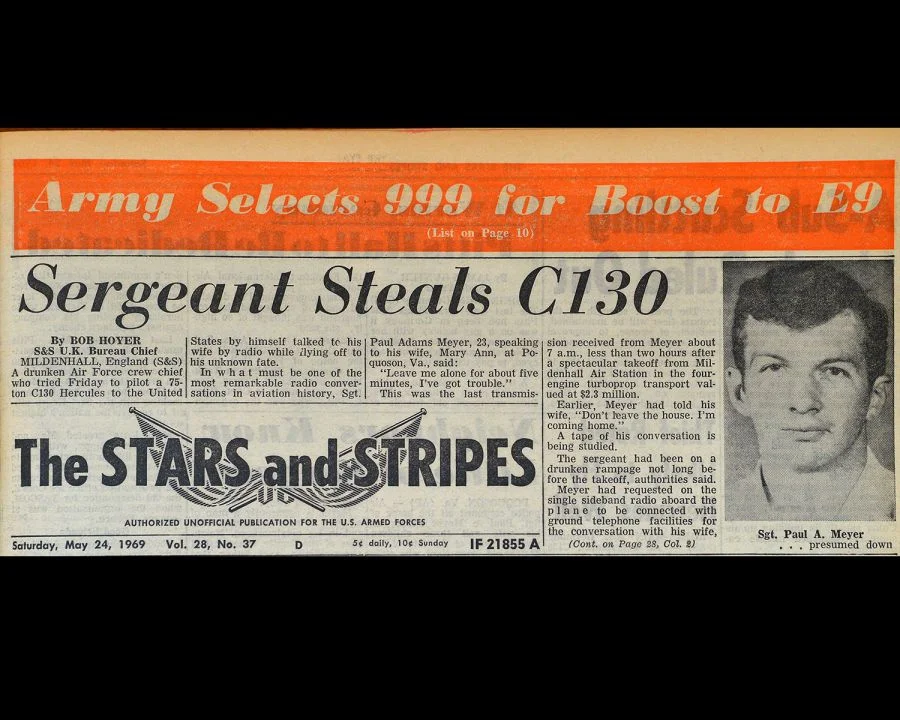 Army Selects 999 for Boost to E9
(List on Page 10)
Sergeant Steals C130
By BOB HOYER
S&S U.K. Bureau Chief
MILDENHALL, England (S&S)
A drunken Air Force crew chief
who tried Friday to pilot a 75-
ton C130 Hercules to the United
States by himself talked to his
wife by radio while flying off to
his unknown fate.
In what must be one of the
most remarkable radio conver-
sations in aviation history, Sgt.
Paul Adams Meyer, 23, speaking
to his wife, Mary Ann, at Po-
quoson, Va., said:
"Leave me alone for about five
minutes, I've got trouble."
This was the last transmis-
sion received from Meyer about
7 a.m., less than two hours after
a spectacular takeoff from Mil-
denhall Air Station in the four-
engine turboprop transport val-
ued at $2.3 million.
Earlier, Meyer had told his
wife, "Don't leave the house. I'm
coming home."
A tape of his conversation is
being studied.
The sergeant had been on a
drunken rampage not long be-
fore the takeoff, authorities said.
Meyer had requested on the
single sideband radio aboard the
plane to be connected with
ground telephone facilities for
the conversation with his wife,
(Cont. on Page 28, Col. 2)
Sgt. Paul A. Meyer
. . . presumed down
The STARS and STRIPES
AUTHORIZED UNOFFICIAL PUBLICATION FOR THE U.S. ARMED FORCES
Saturday, May 24, 1969 Vol. 28, No. 37 D 5¢ daily, 10¢ Sunday IF 21855 A